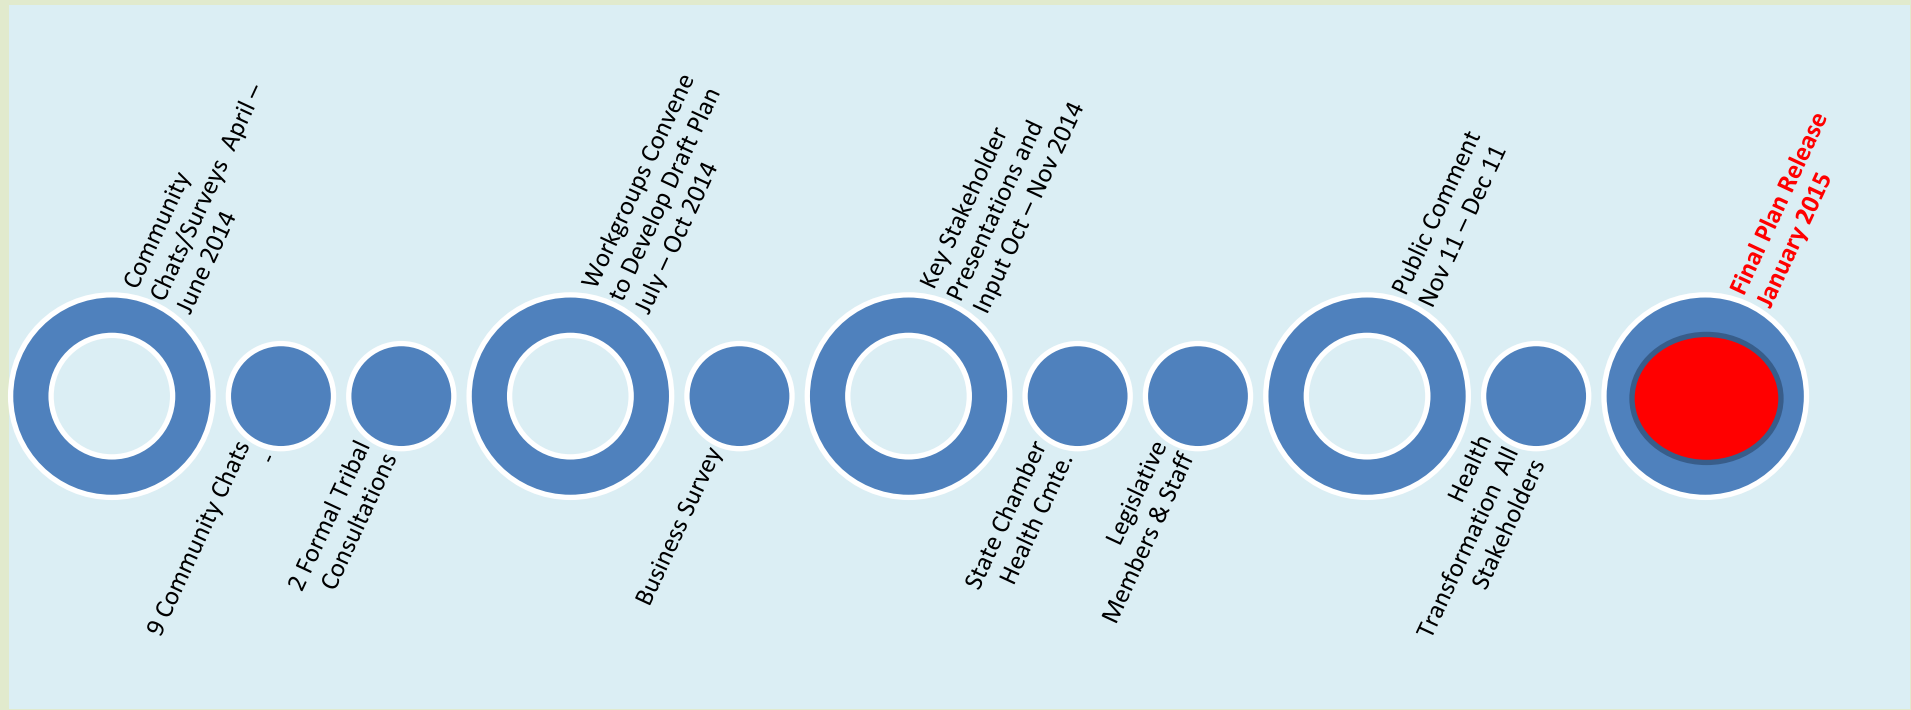 Community
Chats/Surveys April –
June 2014
9 Community Chats
-
2 Formal Tribal
Consultations
Workgroups Convene
to Develop Draft Plan
July – Oct 2014
Business Survey
Key Stakeholder
Presentations and
Input Oct – Nov 2014
State Chamber
Health Cmte.
Legislative
Members & Staff
Public Comment
Nov 11 – Dec 11
Health
Transformation All
Stakeholders
Final Plan Release
January 2015